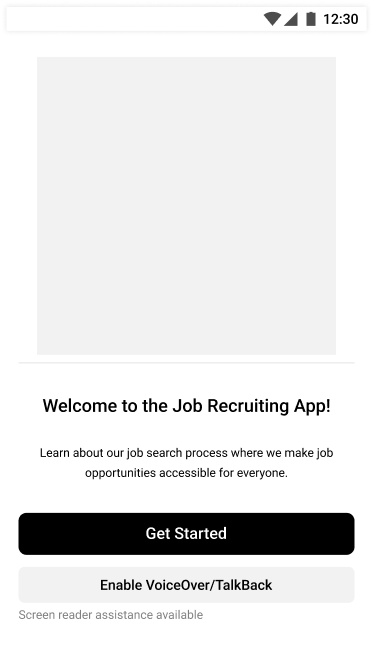 12:30
Welcome to the Job Recruiting App!
Learn about our job search process where we make job
opportunities accessible for everyone.
Get Started
Enable VoiceOver/TalkBack
Screen reader assistance available